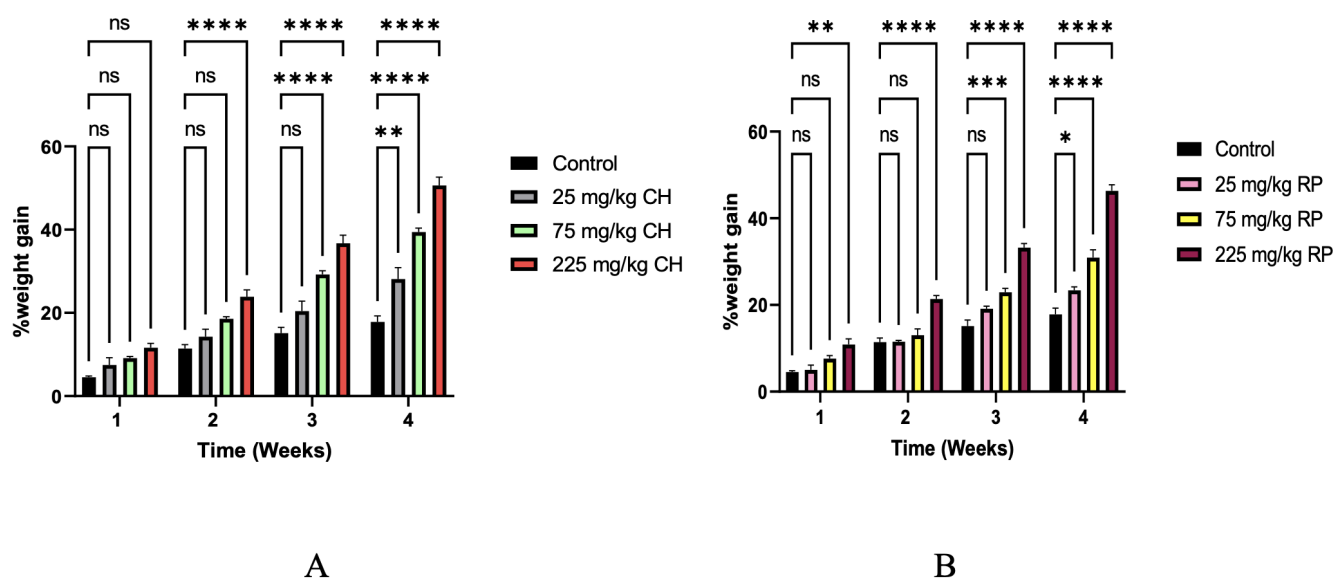 ns
****
****
****
ns
ns
****
****
ns
ns
ns
**
60
40
20
0
%weight gain
1
2
3
4
Time (Weeks)
Control
25 mg/kg CH
75 mg/kg CH
225 mg/kg CH
A
**
****
****
****
ns
ns
***
****
ns
ns
ns
*
60
40
20
0
%weight gain
1
2
3
4
Time (Weeks)
Control
25 mg/kg RP
75 mg/kg RP
225 mg/kg RP
B